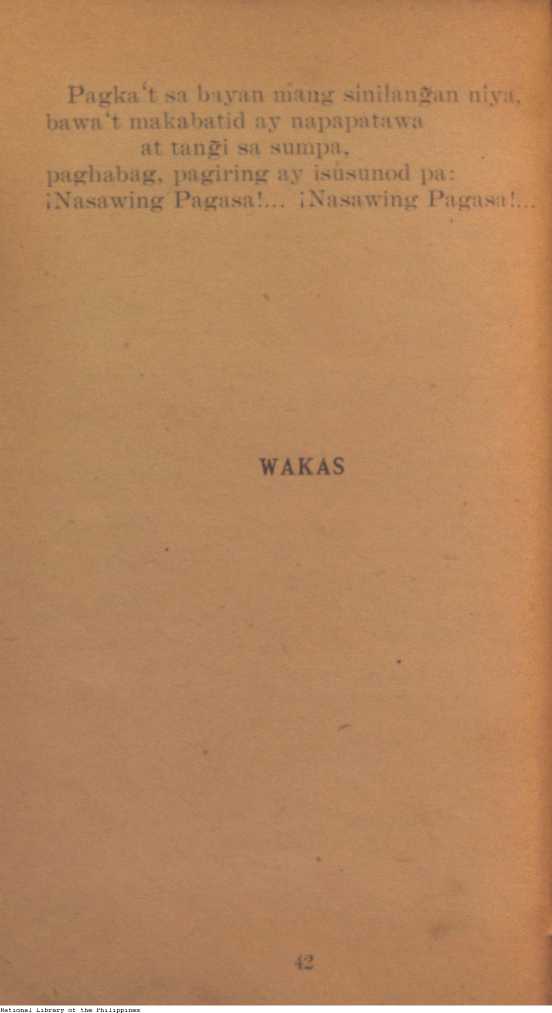 Pagka‘t sa bayan mang sinilang̃an niya,
bawa‘t makabatid ay napapatawa
at tang̃i sa sumpa,
paghabag, pagiring ay isusunod pa:
¡Nasawing Pagasa!... ¡Nasawing Pagasa!...
WAKAS
42
National Library of the Philippines